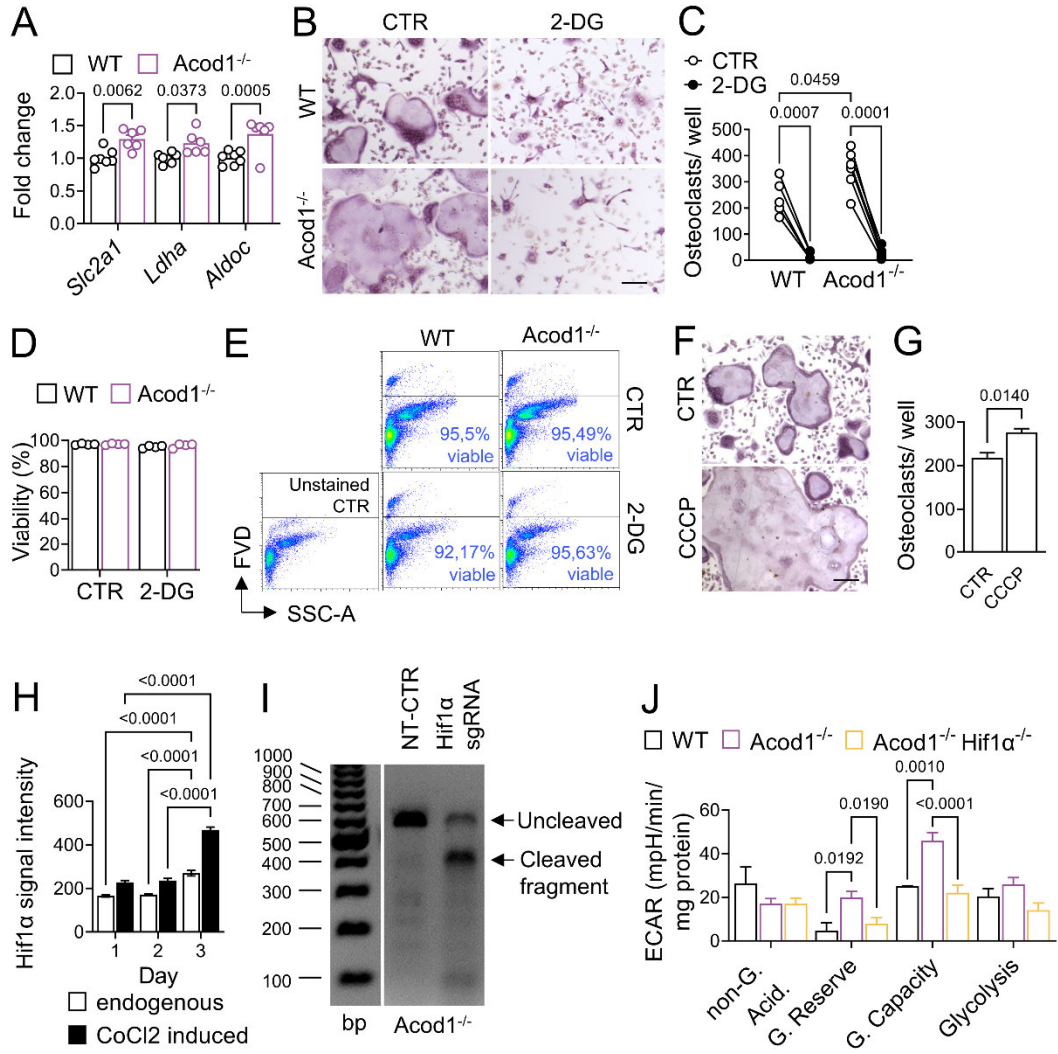 A
WT Acod1-/-
0.0062 0.0373 0.0005
Fold change
2.0
1.5
1.0
0.5
0.0
Slc2a1
Ldha
Aldoc
B
CTR 2-DG
WT
Acod1-/-
C
CTR
2-DG
0.0459
0.0007 0.0001
Osteoclasts/ well
500
400
300
200
100
0
WT Acod1-/-
D
WT Acod1-/-
Viability (%)
100
80
60
40
20
0
CTR 2-DG
E
WT Acod1-/-
CTR
95,5%
viable
95,49%
viable
Unstained
CTR
2-DG
92,17%
viable
95,63%
viable
FVD
SSC-A
F
CTR
CCCP
G
0.0140
Osteoclasts/ well
300
200
100
0
CTR
CCCP
H
<0.0001
<0.0001
<0.0001
<0.0001
Hif1α signal intensity
600
400
200
0
1 2 3
Day
endogenous
CoCl2 induced
I
NT-CTR
Hif1α
sgRNA
1000
900
800
700
600
500
400
300
200
100
Uncleaved
Cleaved
fragment
bp Acod1-/-
J
WT Acod1-/- Acod1-/- Hif1α-/-
0.0010
<0.0001
0.0190
0.0192
ECAR (mpH/min/
mg protein)
60
40
20
0
non-G.
Acid.
G. Reserve
G. Capacity
Glycolysis